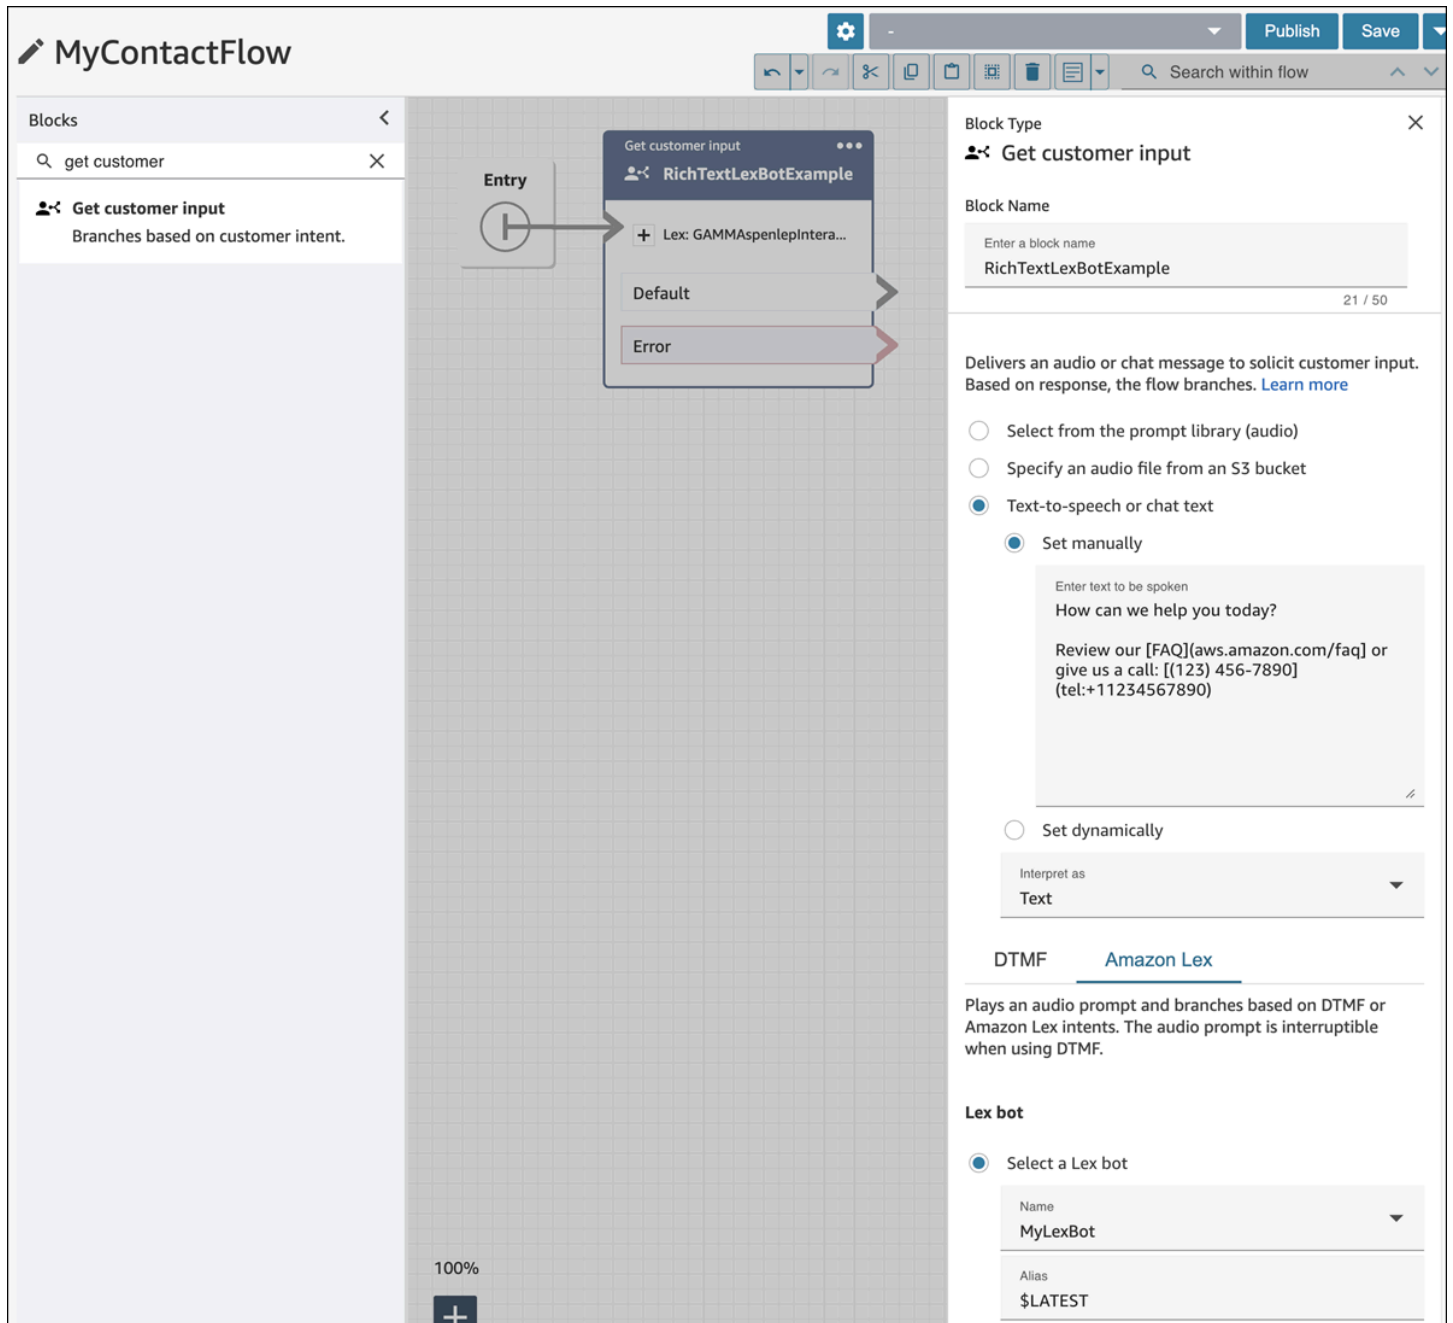 MyContactFlow
-
Publish
Save
Search within flow
Blocks
get customer
Get customer input
Branches based on customer intent.
Entry
Get customer input
RichTextLexBotExample
Lex: GAMMAspenlepIntera...
Default
Error
100%
Block Type
Get customer input
Block Name
Enter a block name
RichTextLexBotExample
21 / 50
Delivers an audio or chat message to solicit customer input.
Based on response, the flow branches. Learn more
Select from the prompt library (audio)
Specify an audio file from an S3 bucket
Text-to-speech or chat text
Set manually
Enter text to be spoken
How can we help you today?
Review our [FAQ](aws.amazon.com/faq] or
give us a call: [(123) 456-7890]
(tel:+11234567890)
Set dynamically
Interpret as
Text
DTMF
Amazon Lex
Plays an audio prompt and branches based on DTMF or
Amazon Lex intents. The audio prompt is interruptible
when using DTMF.
Lex bot
Select a Lex bot
Name
MyLexBot
Alias
$LATEST